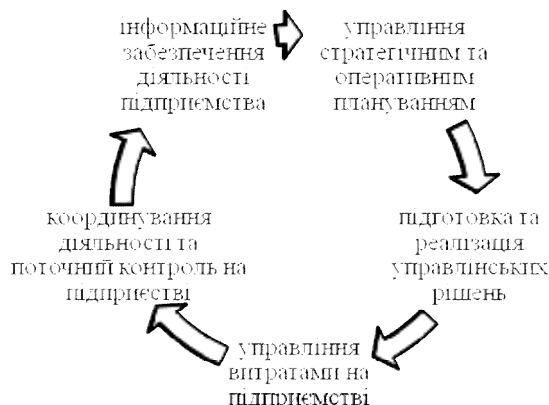 інформаційне
забезпечення
діяльності
підприємства
управління
стратегічним та
оперативним
плануванням
підготовка та
реалізація
управлінських
рішень
управління
витратами на
підприємстві
координування
діяльності та
поточний контроль на
підприєстві